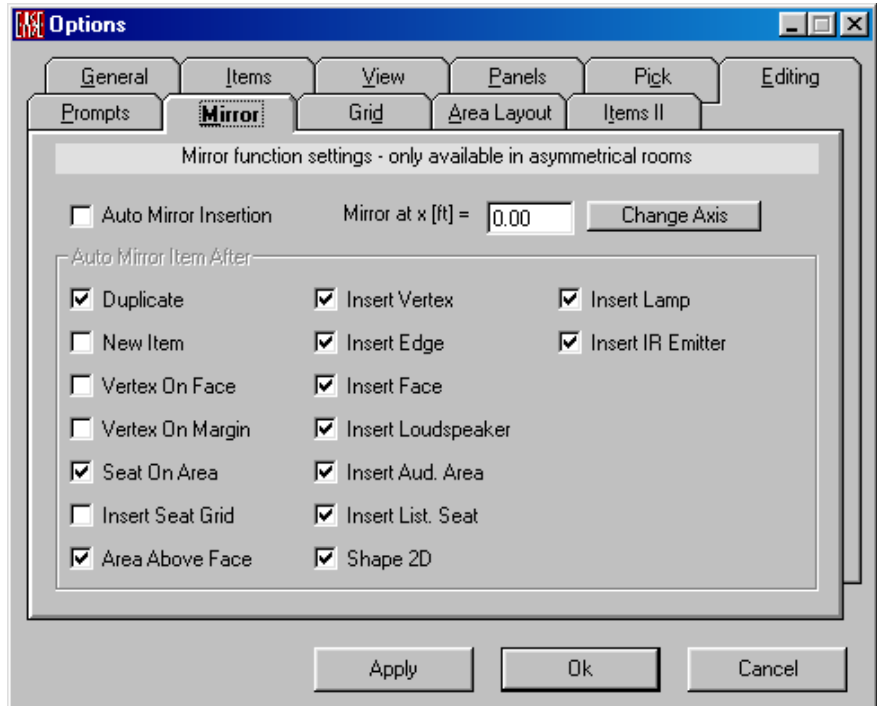 EASE Options
General Items View Panels Pick Editing
Prompts Mirror Grid Area Layout Items II
Mirror function settings - only available in asymmetrical rooms
Auto Mirror Insertion Mirror at x [ft] = 0.00 Change Axis
Auto Mirror Item After
Duplicate Insert Vertex Insert Lamp
New Item Insert Edge Insert IR Emitter
Vertex On Face Insert Face
Vertex On Margin Insert Loudspeaker
Seat On Area Insert Aud. Area
Insert Seat Grid Insert List. Seat
Area Above Face Shape 2D
Apply Ok Cancel